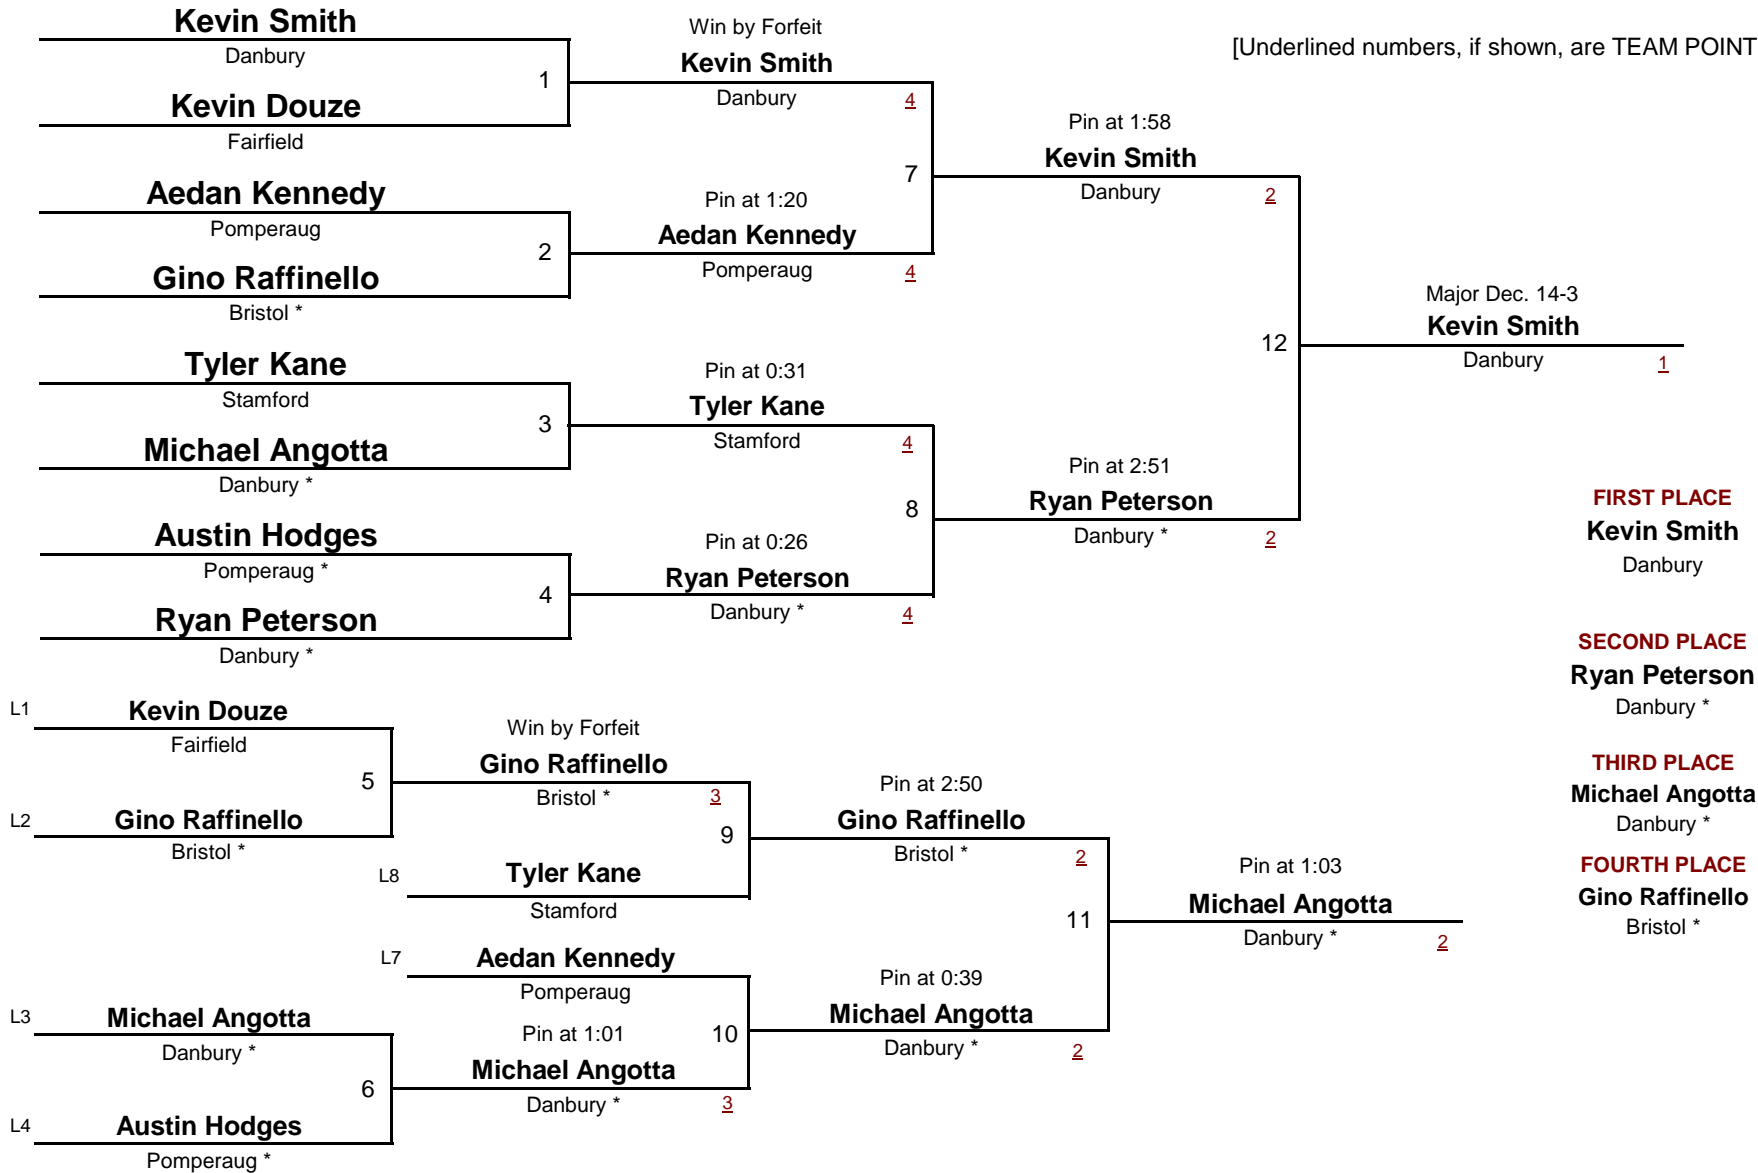 Kevin Smith
Danbury
1
Kevin Douze
Fairfield
Aedan Kennedy
Pomperaug
2
Gino Raffinello
Bristol *
Tyler Kane
Stamford
3
Michael Angotta
Danbury *
Austin Hodges
Pomperaug *
4
Ryan Peterson
Danbury *
Win by Forfeit
Kevin Smith
Danbury
4
7
Pin at 1:20
Aedan Kennedy
Pomperaug
4
Pin at 0:31
Tyler Kane
Stamford
4
8
Pin at 0:26
Ryan Peterson
Danbury *
4
[Underlined numbers, if shown, are TEAM POINT
Pin at 1:58
Kevin Smith
Danbury
2
12
Pin at 2:51
Ryan Peterson
Danbury *
2
Major Dec. 14-3
Kevin Smith
Danbury
1
FIRST PLACE
Kevin Smith
Danbury
SECOND PLACE
Ryan Peterson
Danbury *
THIRD PLACE
Michael Angotta
Danbury *
FOURTH PLACE
Gino Raffinello
Bristol *
L1
Kevin Douze
Fairfield
5
L2
Gino Raffinello
Bristol *
L3
Michael Angotta
Danbury *
6
L4
Austin Hodges
Pomperaug *
Win by Forfeit
Gino Raffinello
Bristol *
3
9
L8
Tyler Kane
Stamford
L7
Aedan Kennedy
Pomperaug
10
Pin at 1:01
Michael Angotta
Danbury *
3
Pin at 2:50
Gino Raffinello
Bristol *
2
11
Pin at 0:39
Michael Angotta
Danbury *
2
Pin at 1:03
Michael Angotta
Danbury *
2